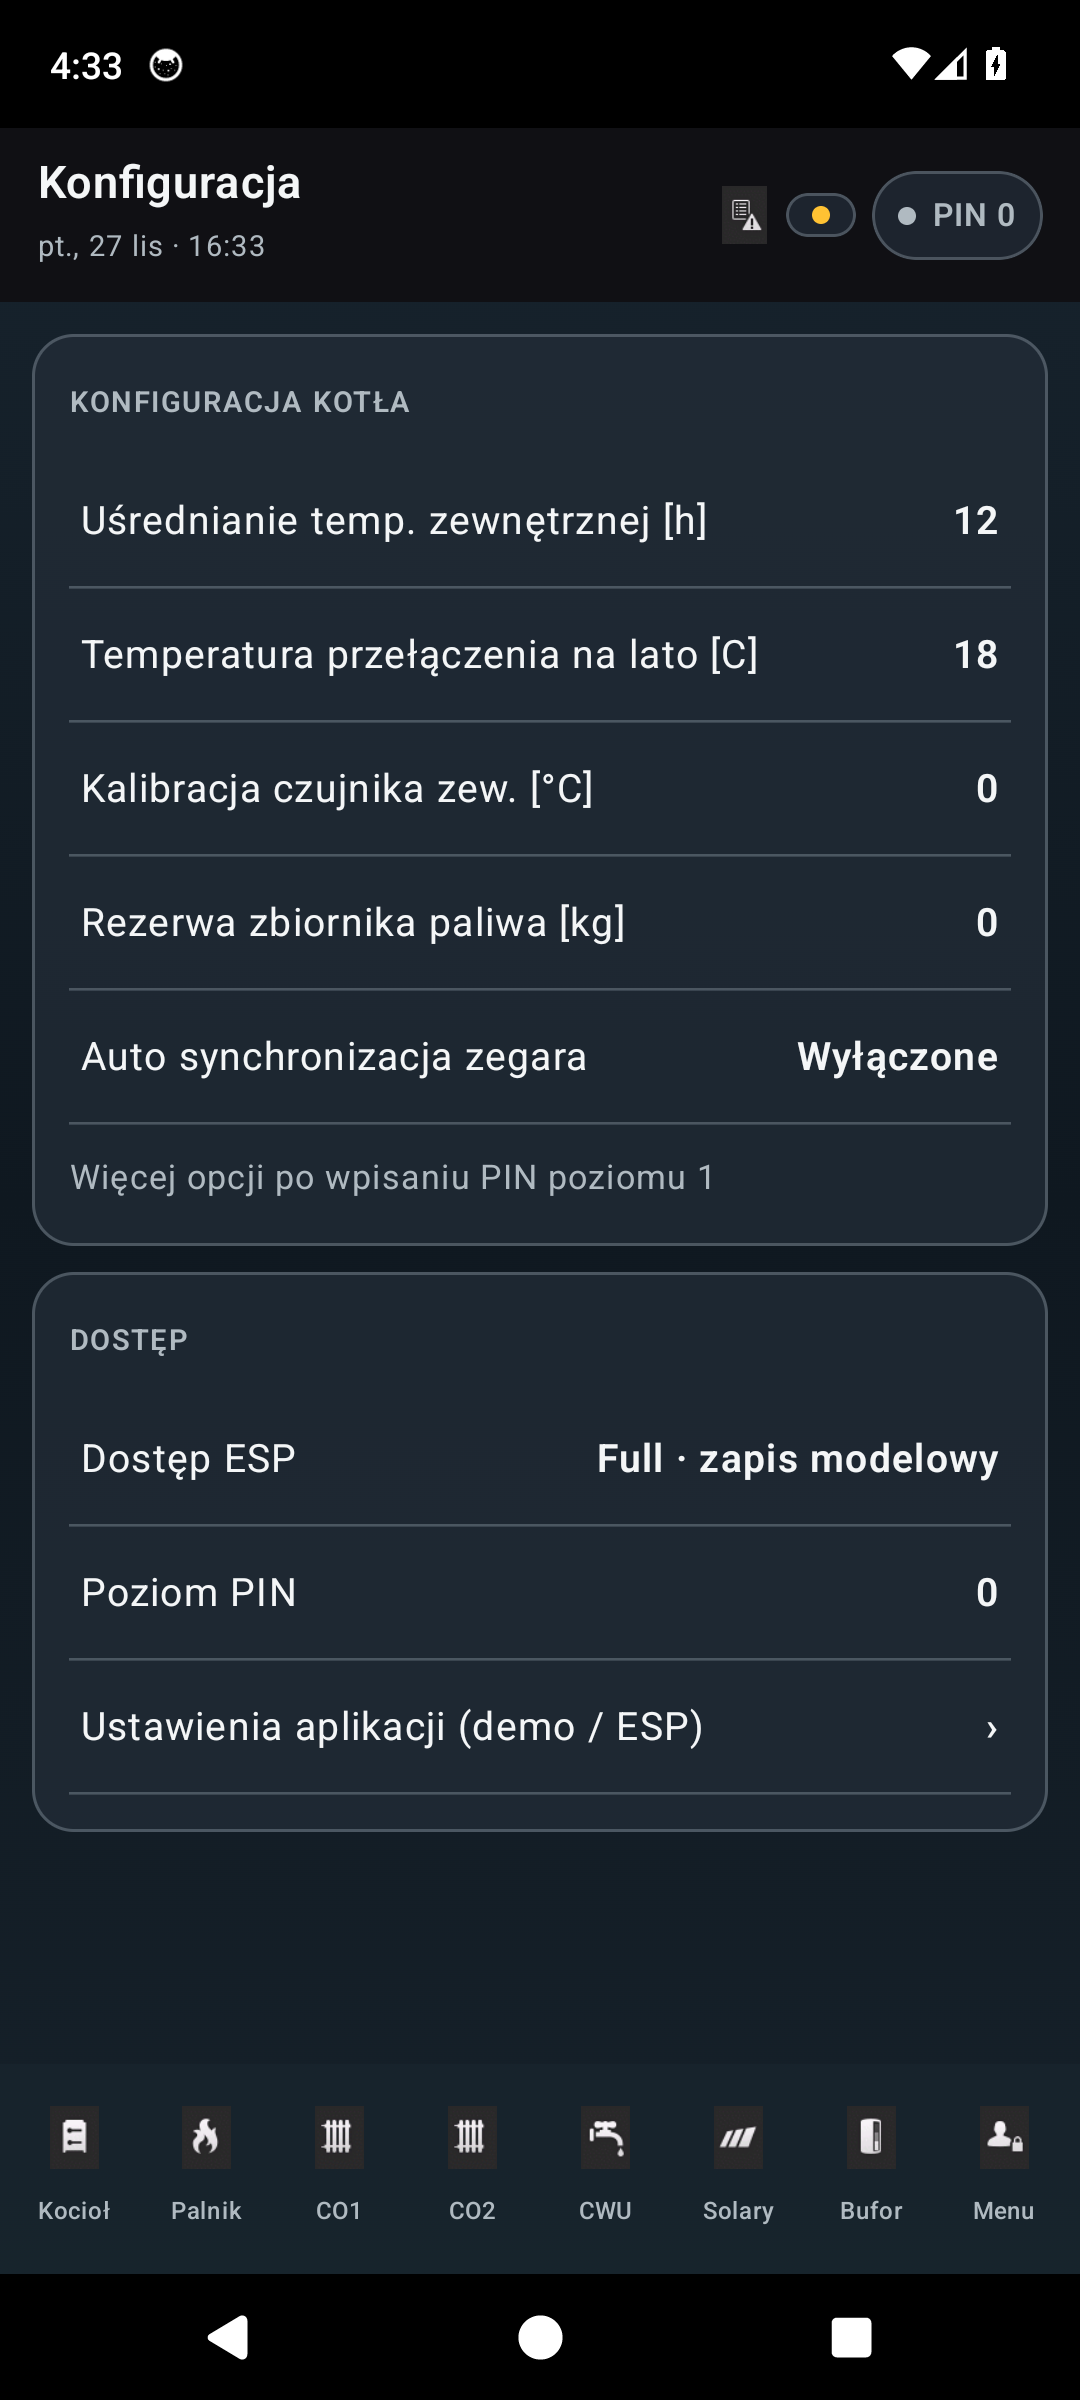 4:33
Konfiguracja
pt., 27 lis · 16:33
PIN 0
KONFIGURACJA KOTŁA
Uśrednianie temp. zewnętrznej [h] 12
Temperatura przełączenia na lato [C] 18
Kalibracja czujnika zew. [°C] 0
Rezerwa zbiornika paliwa [kg] 0
Auto synchronizacja zegara Wyłączone
Więcej opcji po wpisaniu PIN poziomu 1
DOSTĘP
Dostęp ESP Full · zapis modelowy
Poziom PIN 0
Ustawienia aplikacji (demo / ESP) ›
Kocioł Palnik CO1 CO2 CWU Solary Bufor Menu